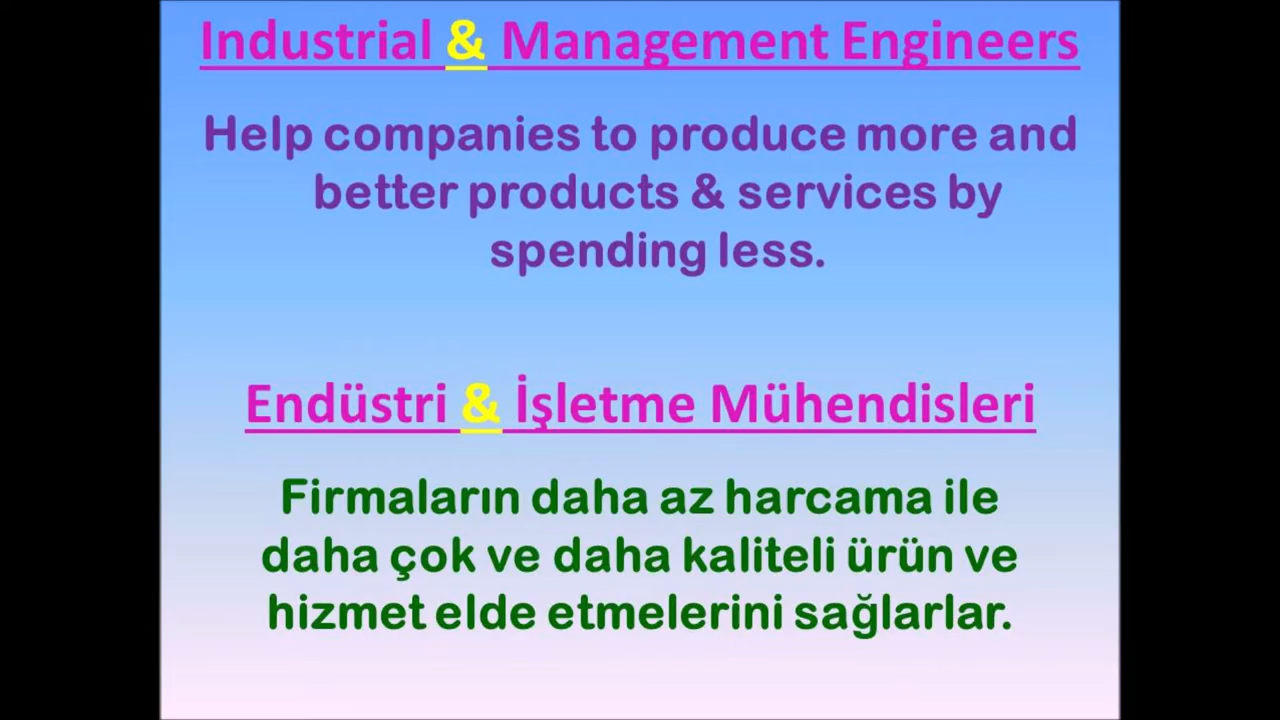 Industrial & Management Engineers
Help companies to produce more and
better products & services by
spending less.
Endüstri & İşletme Mühendisleri
Firmaların daha az harcama ile
daha çok ve daha kaliteli ürün ve
hizmet elde etmelerini sağlarlar.